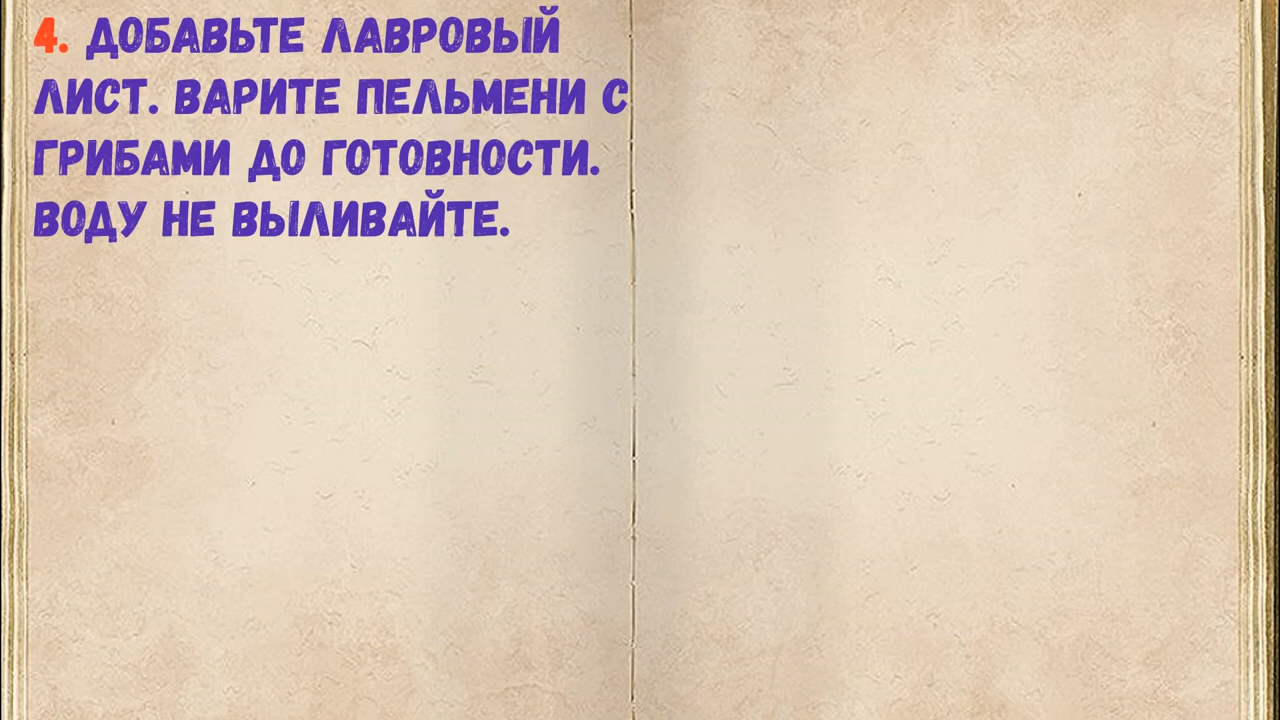 4. ДОБАВЬТЕ ЛАВРОВЫЙ
ЛИСТ. ВАРИТЕ ПЕЛЬМЕНИ С
ГРИБАМИ ДО ГОТОВНОСТИ.
ВОДУ НЕ ВЫЛИВАЙТЕ.